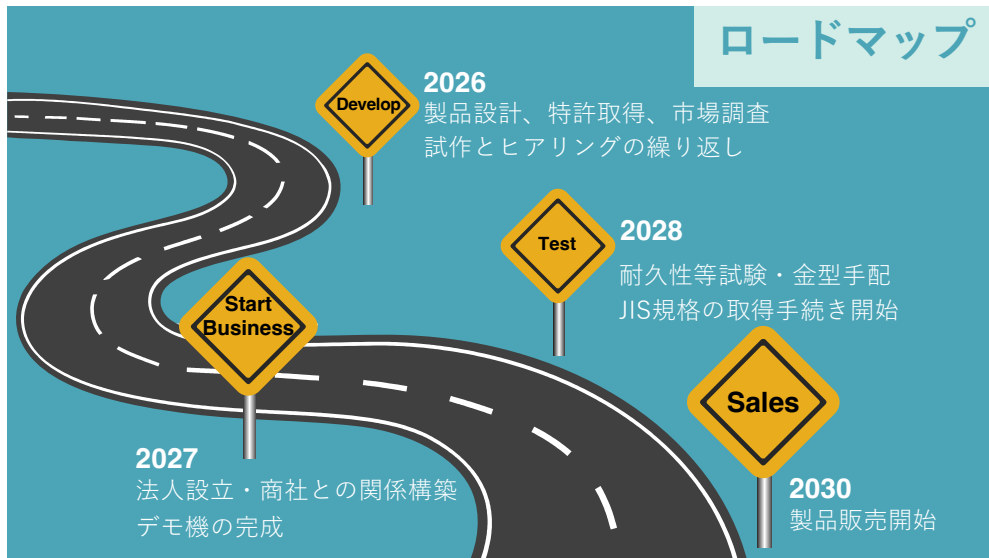 ロードマップ
Develop
2026
製品設計、特許取得、市場調査
試作とヒアリングの繰り返し
Start
Business
2027
法人設立・商社との関係構築
デモ機の完成
Test
2028
耐久性等試験・金型手配
JIS規格の取得手続き開始
Sales
2030
製品販売開始